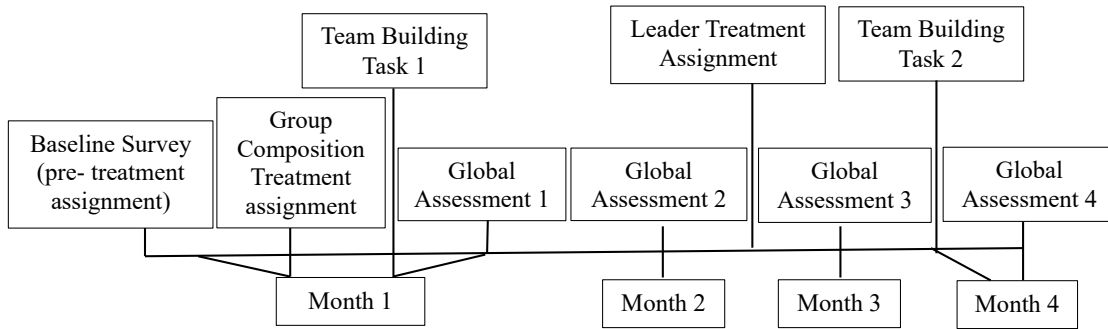 Team Building
Task 1
Leader Treatment
Assignment
Team Building
Task 2
Baseline Survey
(pre- treatment
assignment)
Group
Composition
Treatment
assignment
Global
Assessment 1
Global
Assessment 2
Global
Assessment 3
Global
Assessment 4
Month 1
Month 2
Month 3
Month 4